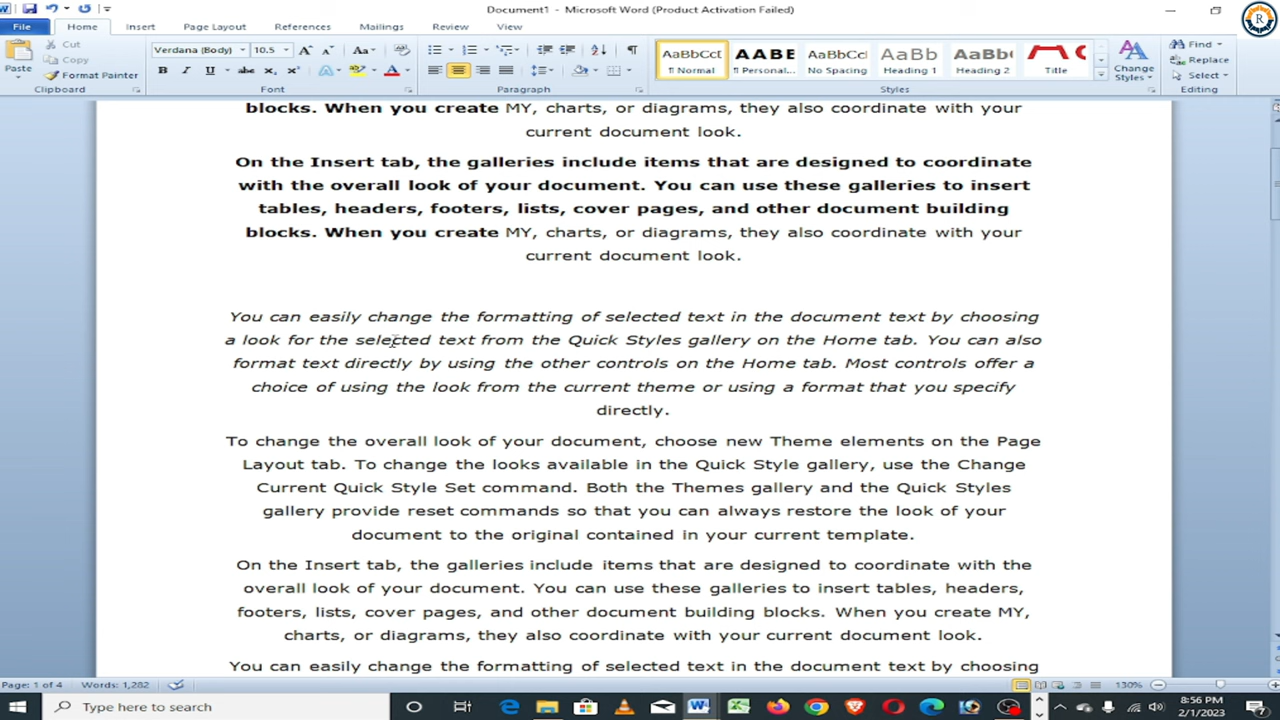 Document1 - Microsoft Word (Product Activation Failed)
R
File Home Insert Page Layout References Mailings Review View
Paste
Cut
Copy
Format Painter
Clipboard
Verdana (Body) 10.5
Font
Paragraph
AaBbCcD AABB AaBbCcD AaBb AaBb
¶ Normal ¶ Personal... No Spacing Heading 1 Heading 2 Title
Styles
Change Styles
Find
Replace
Select
Editing
blocks. When you create MY, charts, or diagrams, they also coordinate with your
current document look.
On the Insert tab, the galleries include items that are designed to coordinate
with the overall look of your document. You can use these galleries to insert
tables, headers, footers, lists, cover pages, and other document building
blocks. When you create MY, charts, or diagrams, they also coordinate with your
current document look.
You can easily change the formatting of selected text in the document text by choosing
a look for the selected text from the Quick Styles gallery on the Home tab. You can also
format text directly by using the other controls on the Home tab. Most controls offer a
choice of using the look from the current theme or using a format that you specify
directly.
To change the overall look of your document, choose new Theme elements on the Page
Layout tab. To change the looks available in the Quick Style gallery, use the Change
Current Quick Style Set command. Both the Themes gallery and the Quick Styles
gallery provide reset commands so that you can always restore the look of your
document to the original contained in your current template.
On the Insert tab, the galleries include items that are designed to coordinate with the
overall look of your document. You can use these galleries to insert tables, headers,
footers, lists, cover pages, and other document building blocks. When you create MY,
charts, or diagrams, they also coordinate with your current document look.
You can easily change the formatting of selected text in the document text by choosing
Page: 1 of 4 Words: 1,282 130%
Type here to search
8:56 PM
2/1/2023